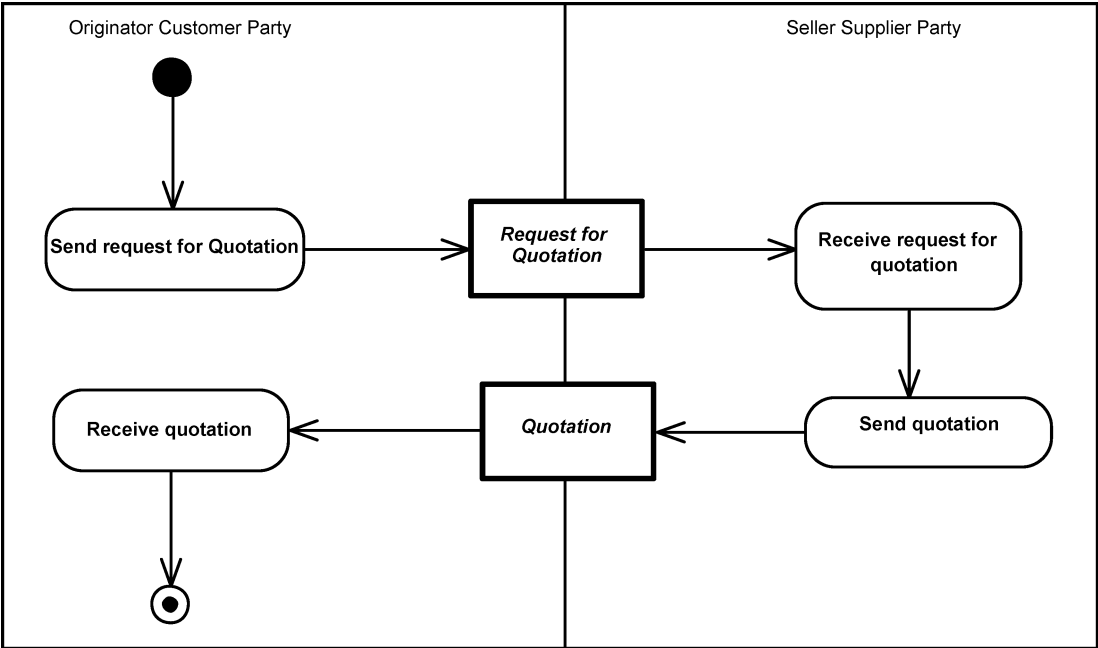 Originator Customer Party
Seller Supplier Party
Send request for Quotation
Request for
Quotation
Receive request for
quotation
Receive quotation
Quotation
Send quotation